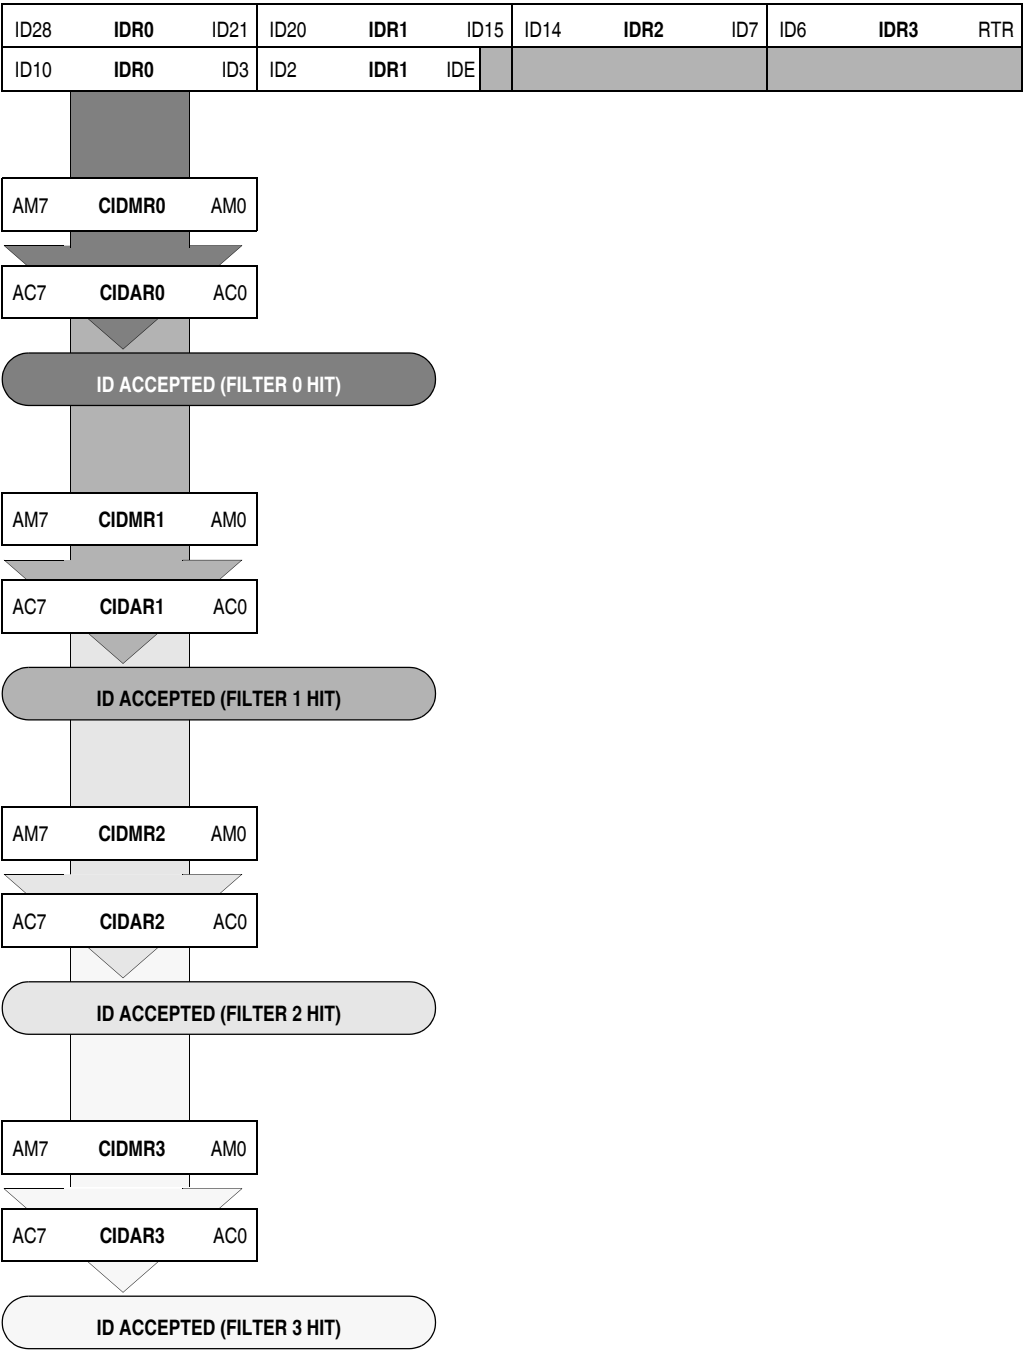 ID28 IDR0 ID21 ID20 IDR1 ID15 ID14 IDR2 ID7 ID6 IDR3 RTR
ID10 IDR0 ID3 ID2 IDR1 IDE
AM7 CIDMR0 AM0
AC7 CIDAR0 AC0
ID ACCEPTED (FILTER 0 HIT)
AM7 CIDMR1 AM0
AC7 CIDAR1 AC0
ID ACCEPTED (FILTER 1 HIT)
AM7 CIDMR2 AM0
AC7 CIDAR2 AC0
ID ACCEPTED (FILTER 2 HIT)
AM7 CIDMR3 AM0
AC7 CIDAR3 AC0
ID ACCEPTED (FILTER 3 HIT)